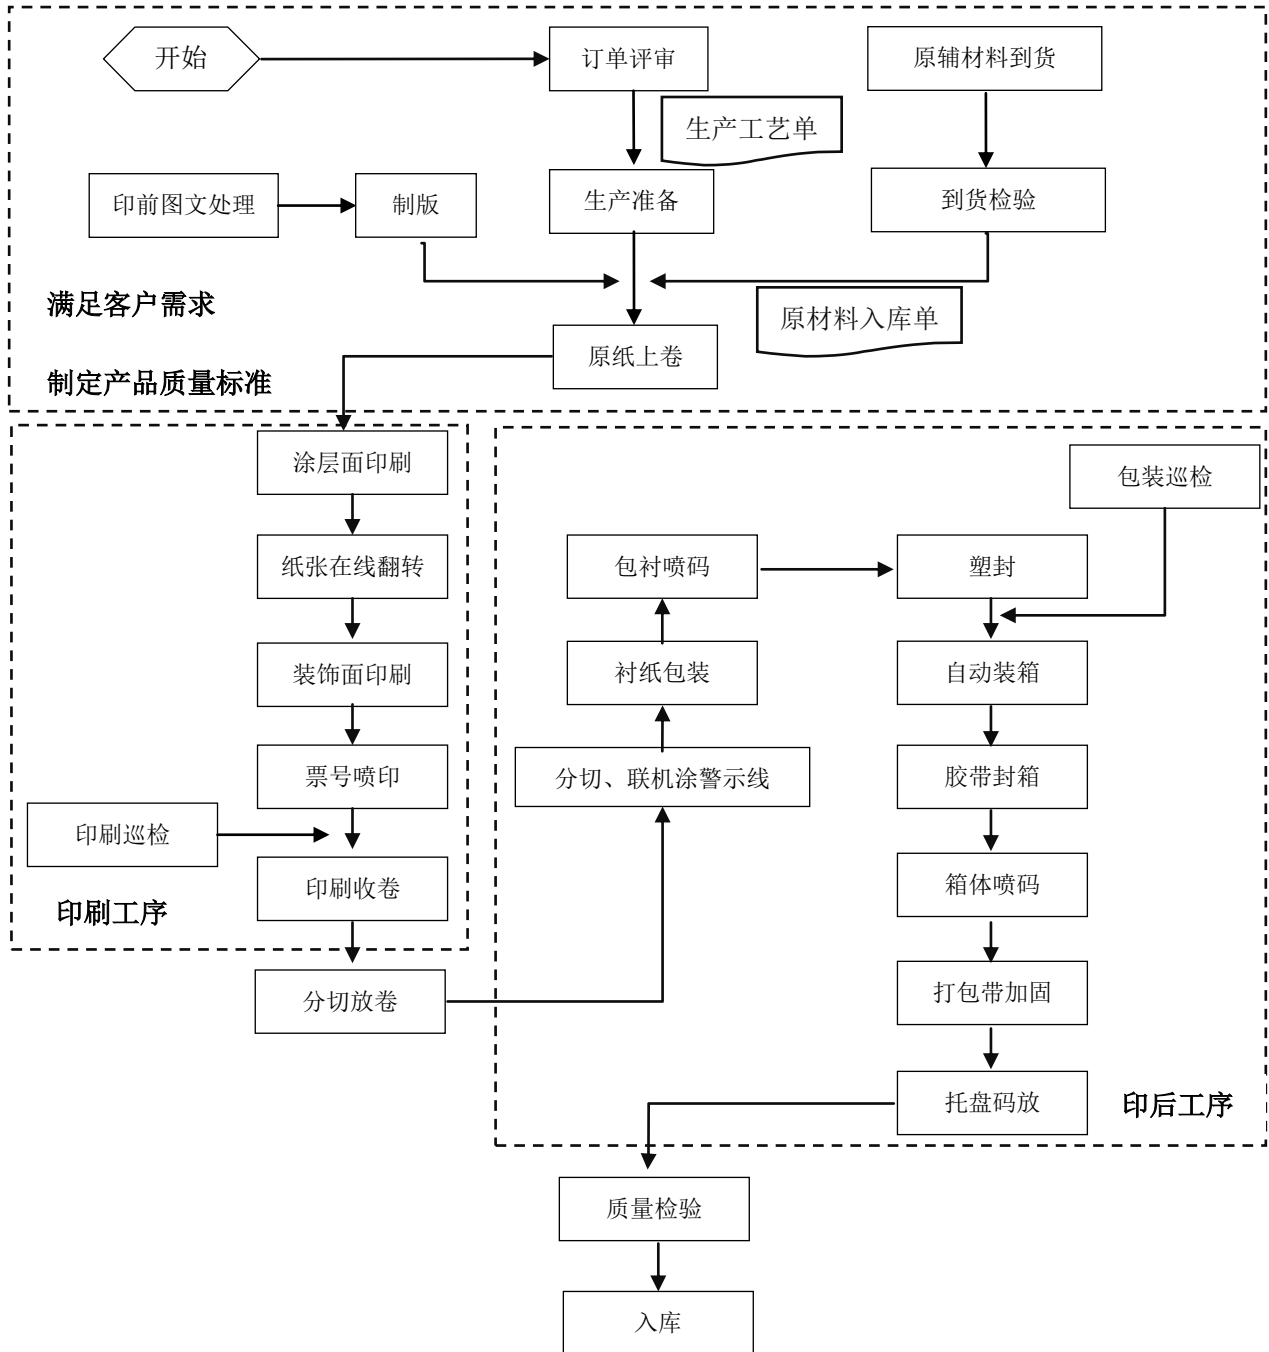 开始
订单评审
原辅材料到货
生产工艺单
印前图文处理
制版
生产准备
到货检验
满足客户需求
原材料入库单
原纸上卷
制定产品质量标准
涂层面印刷
包装巡检
纸张在线翻转
包衬喷码
塑封
装饰面印刷
衬纸包装
自动装箱
票号喷印
分切、联机涂警示线
胶带封箱
印刷巡检
印刷收卷
箱体喷码
印刷工序
分切放卷
打包带加固
托盘码放
印后工序
质量检验
入库